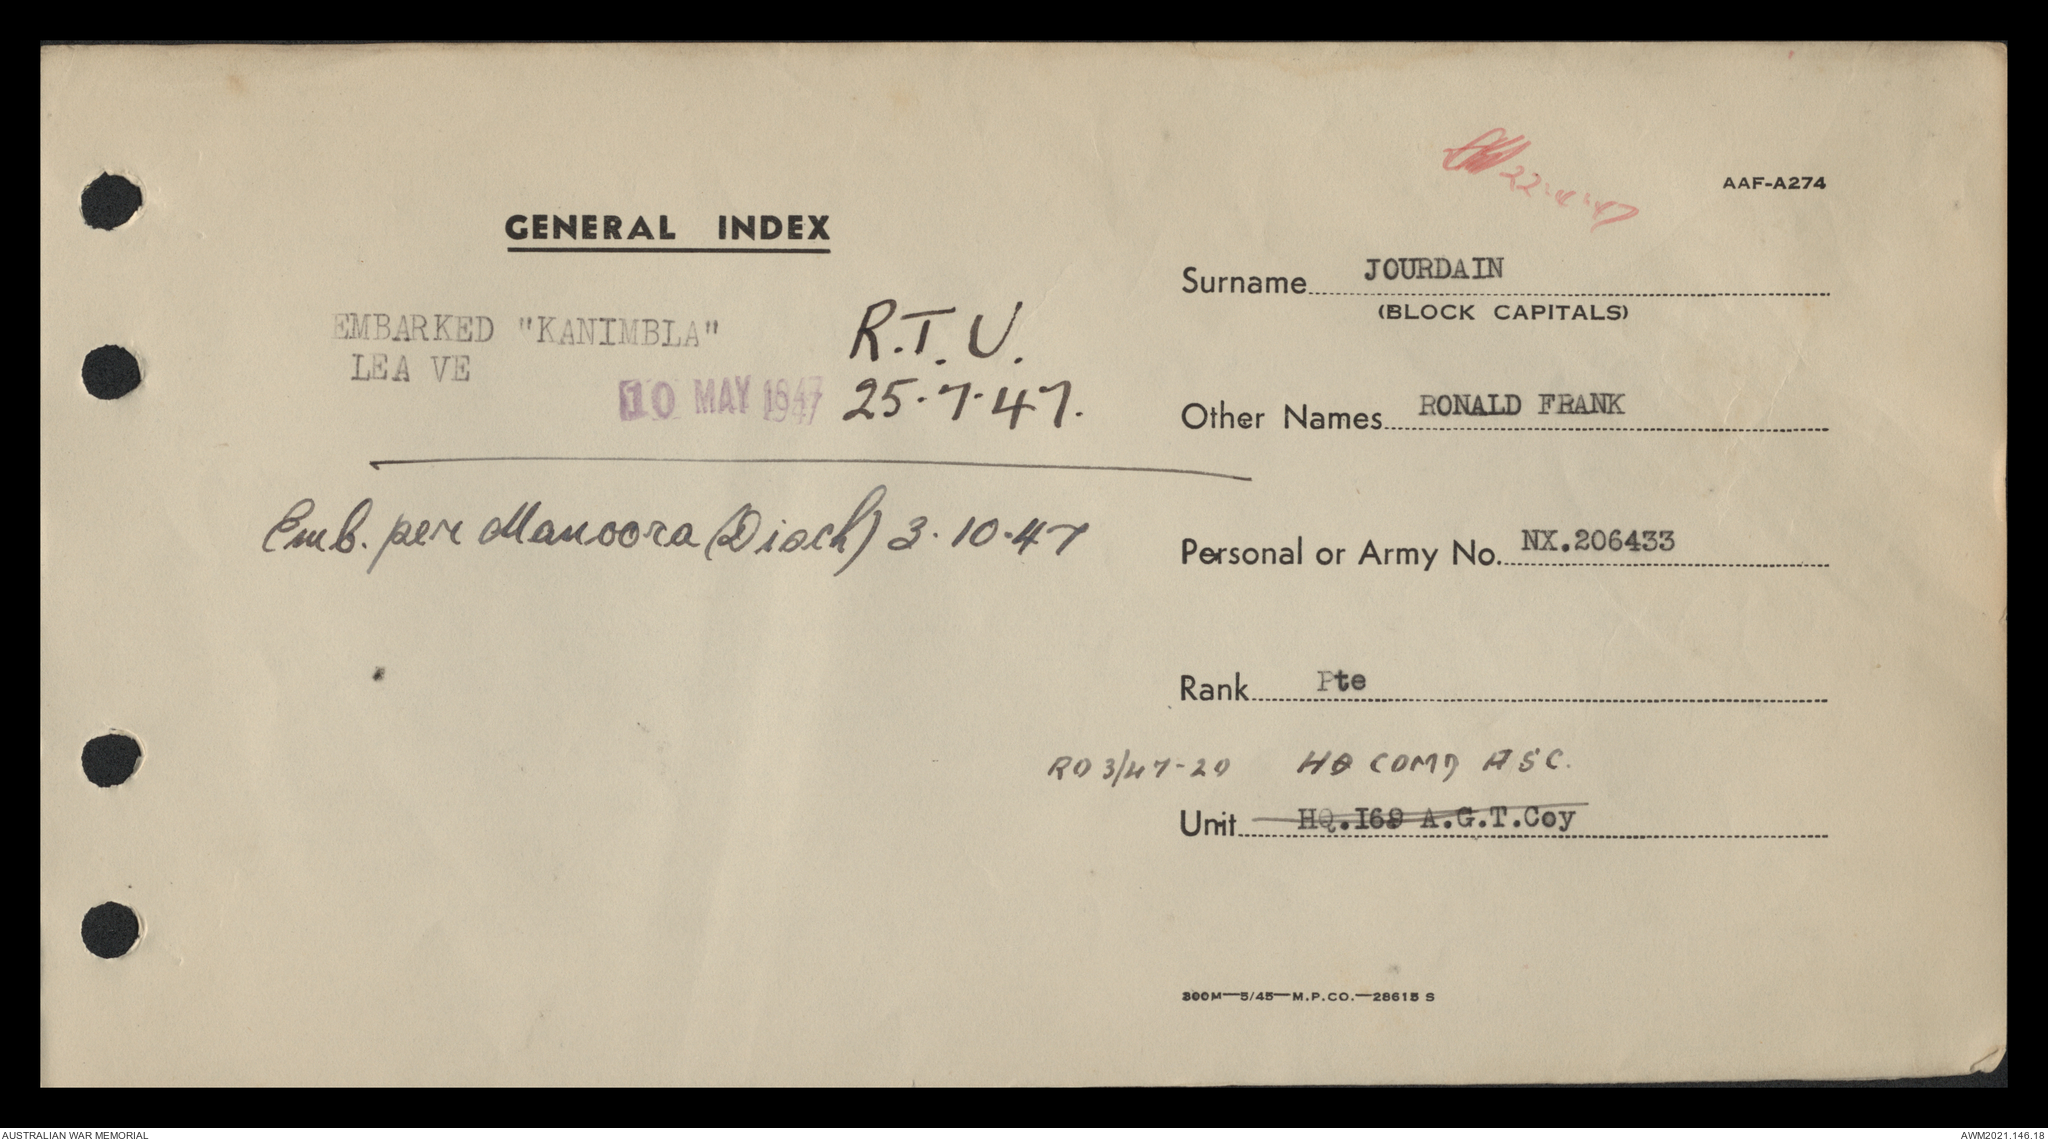 22-4-47
AAF-A274
GENERAL INDEX
EMBARKED "KANIMBLA"
LEA VE
10 MAY 1947
R.T.U.
25-7-47.
Emb. per Manoora (Disch) 3-10-47
Surname JOURDAIN
(BLOCK CAPITALS)
Other Names RONALD FRANK
Personal or Army No. NX.206433
Rank Pte
RO 3/47-20 HQ COMD ASC.
Unit HQ.169 A.G.T.Coy
300M—5/45—M.P.CO.—28615 S
AUSTRALIAN WAR MEMORIAL
AWM2021.146.18